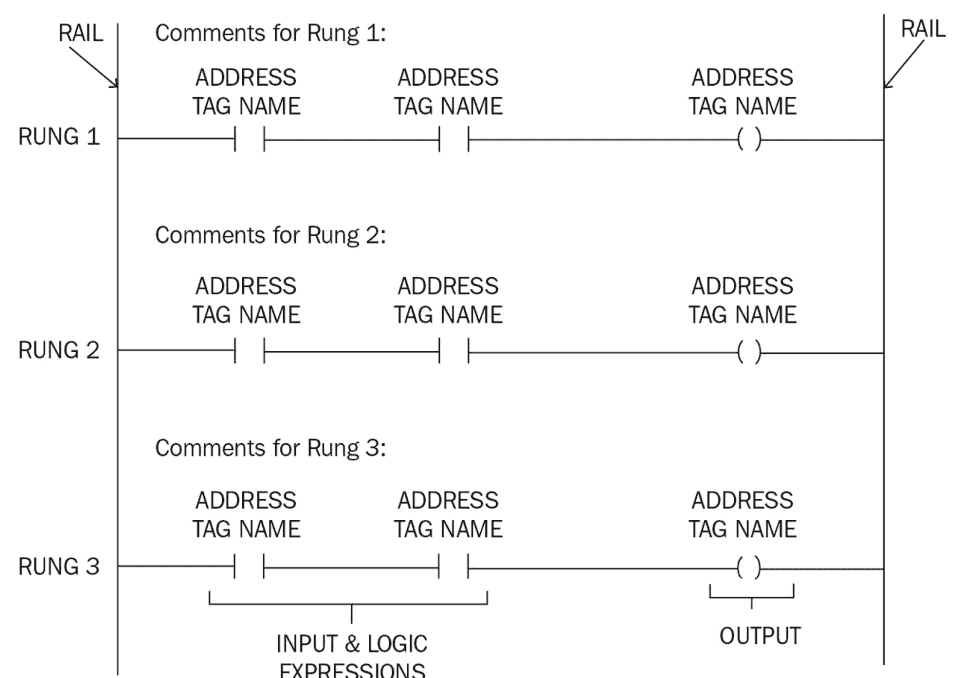 RAIL
Comments for Rung 1:
RAIL
ADDRESS
TAG NAME
ADDRESS
TAG NAME
ADDRESS
TAG NAME
RUNG 1
Comments for Rung 2:
ADDRESS
TAG NAME
ADDRESS
TAG NAME
ADDRESS
TAG NAME
RUNG 2
Comments for Rung 3:
ADDRESS
TAG NAME
ADDRESS
TAG NAME
ADDRESS
TAG NAME
RUNG 3
INPUT & LOGIC
EXPRESSIONS
OUTPUT